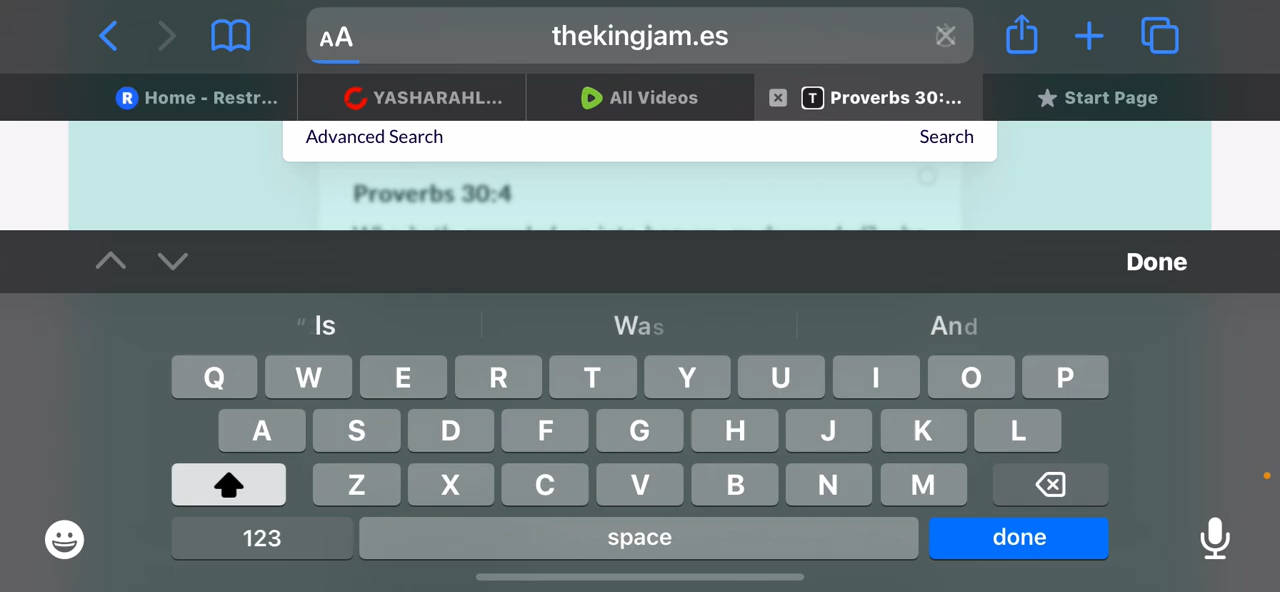 AA thekingjam.es
R Home - Restr... YASHARAHL... All Videos T Proverbs 30:... Start Page
Advanced Search Search
Proverbs 30:4
Done
Is Was And
Q W E R T Y U I O P
A S D F G H J K L
Z X C V B N M
123 space done